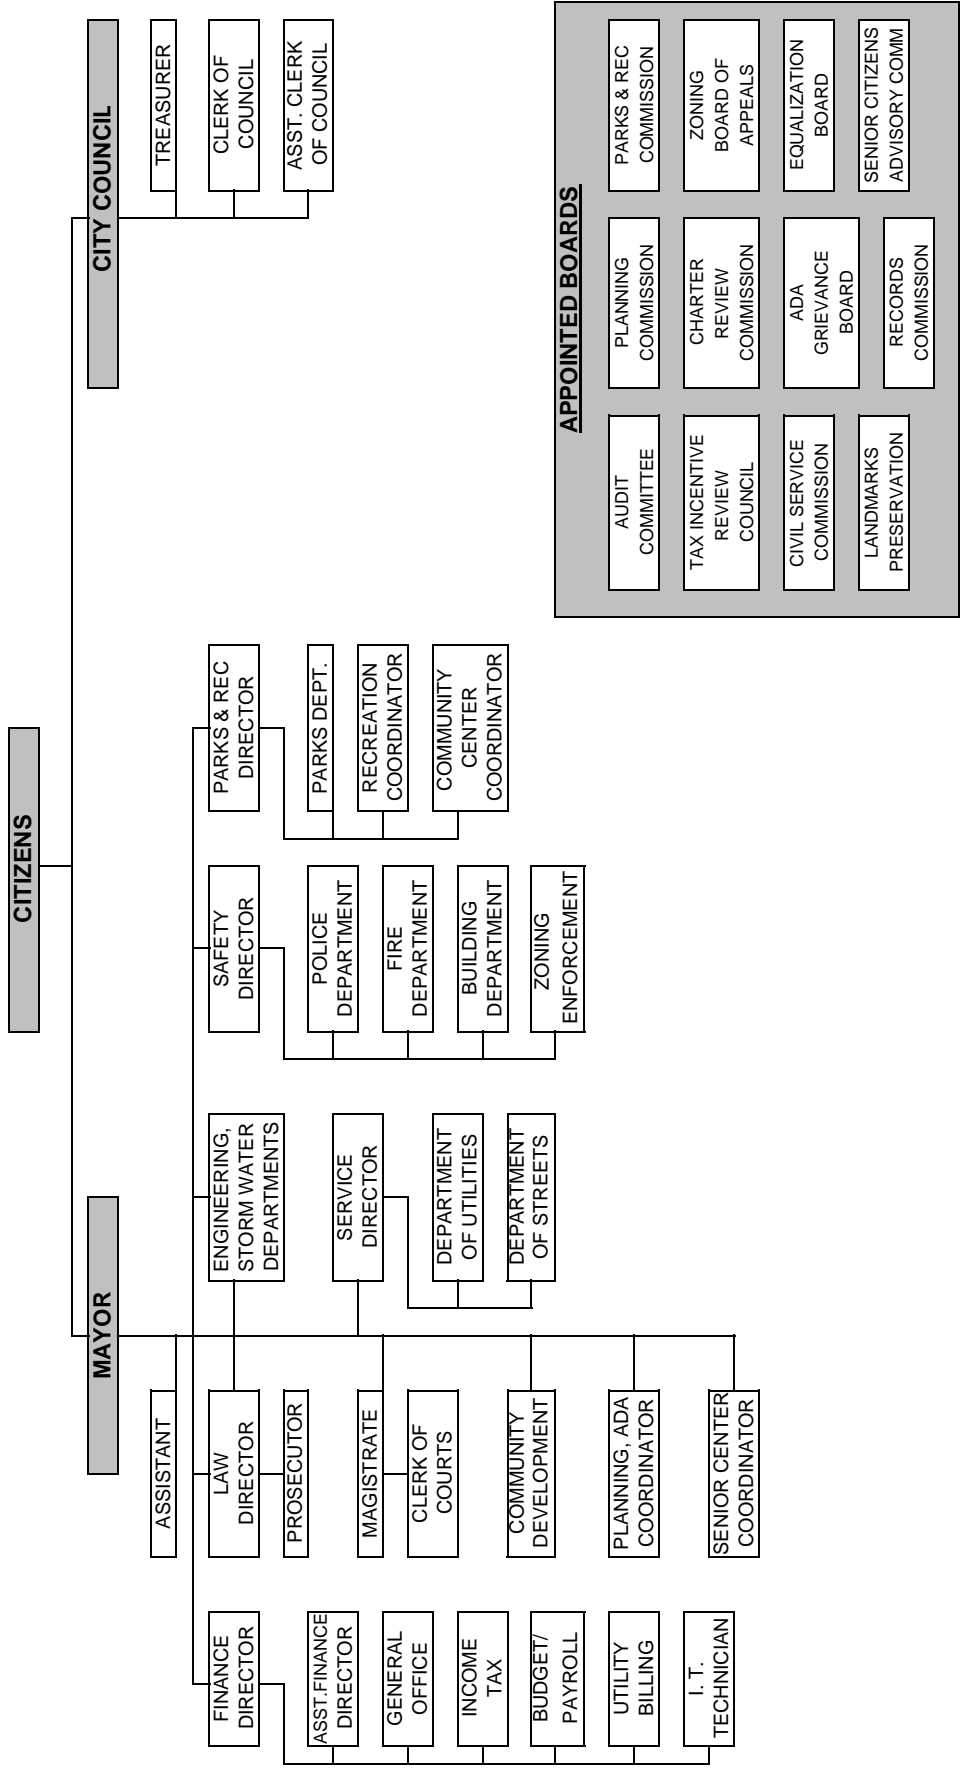 CITIZENS
MAYOR
CITY COUNCIL
ASSISTANT
TREASURER
CLERK OF
COUNCIL
ASST. CLERK
OF COUNCIL
FINANCE
DIRECTOR
ASST.FINANCE
DIRECTOR
GENERAL
OFFICE
INCOME
TAX
BUDGET/
PAYROLL
UTILITY
BILLING
I. T.
TECHNICIAN
LAW
DIRECTOR
PROSECUTOR
MAGISTRATE
CLERK OF
COURTS
COMMUNITY
DEVELOPMENT
PLANNING, ADA
COORDINATOR
SENIOR CENTER
COORDINATOR
ENGINEERING,
STORM WATER
DEPARTMENTS
SERVICE
DIRECTOR
DEPARTMENT
OF UTILITIES
DEPARTMENT
OF STREETS
SAFETY
DIRECTOR
POLICE
DEPARTMENT
FIRE
DEPARTMENT
BUILDING
DEPARTMENT
ZONING
ENFORCEMENT
PARKS & REC
DIRECTOR
PARKS DEPT.
RECREATION
COORDINATOR
COMMUNITY
CENTER
COORDINATOR
APPOINTED BOARDS
AUDIT
COMMITTEE
PLANNING
COMMISSION
PARKS & REC
COMMISSION
TAX INCENTIVE
REVIEW
COUNCIL
CHARTER
REVIEW
COMMISSION
ZONING
BOARD OF
APPEALS
CIVIL SERVICE
COMMISSION
ADA
GRIEVANCE
BOARD
EQUALIZATION
BOARD
LANDMARKS
PRESERVATION
RECORDS
COMMISSION
SENIOR CITIZENS
ADVISORY COMM